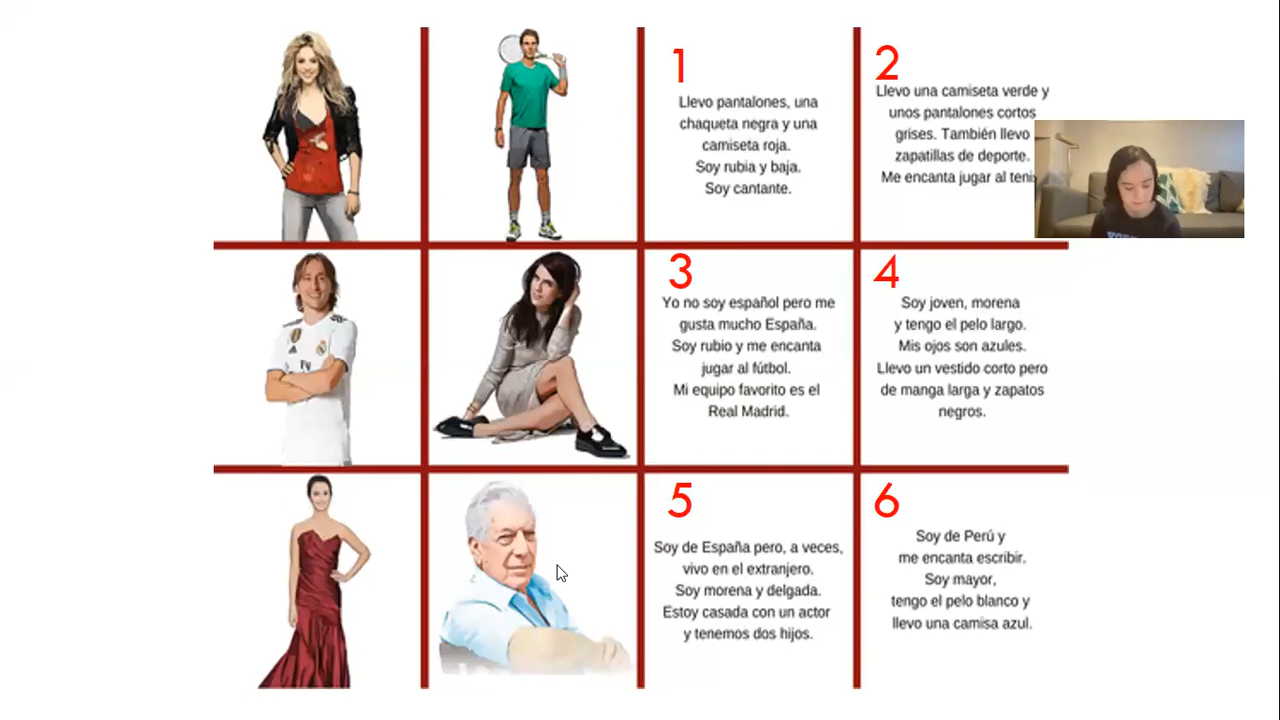 1
Llevo pantalones, una
chaqueta negra y una
camiseta roja.
Soy rubia y baja.
Soy cantante.
2
Llevo una camiseta verde y
unos pantalones cortos
grises. También llevo
zapatillas de deporte.
Me encanta jugar al tenis
3
Yo no soy español pero me
gusta mucho España.
Soy rubio y me encanta
jugar al fútbol.
Mi equipo favorito es el
Real Madrid.
4
Soy joven, morena
y tengo el pelo largo.
Mis ojos son azules.
Llevo un vestido corto pero
de manga larga y zapatos
negros.
5
Soy de España pero, a veces,
vivo en el extranjero.
Soy morena y delgada.
Estoy casada con un actor
y tenemos dos hijos.
6
Soy de Perú y
me encanta escribir.
Soy mayor,
tengo el pelo blanco y
llevo una camisa azul.